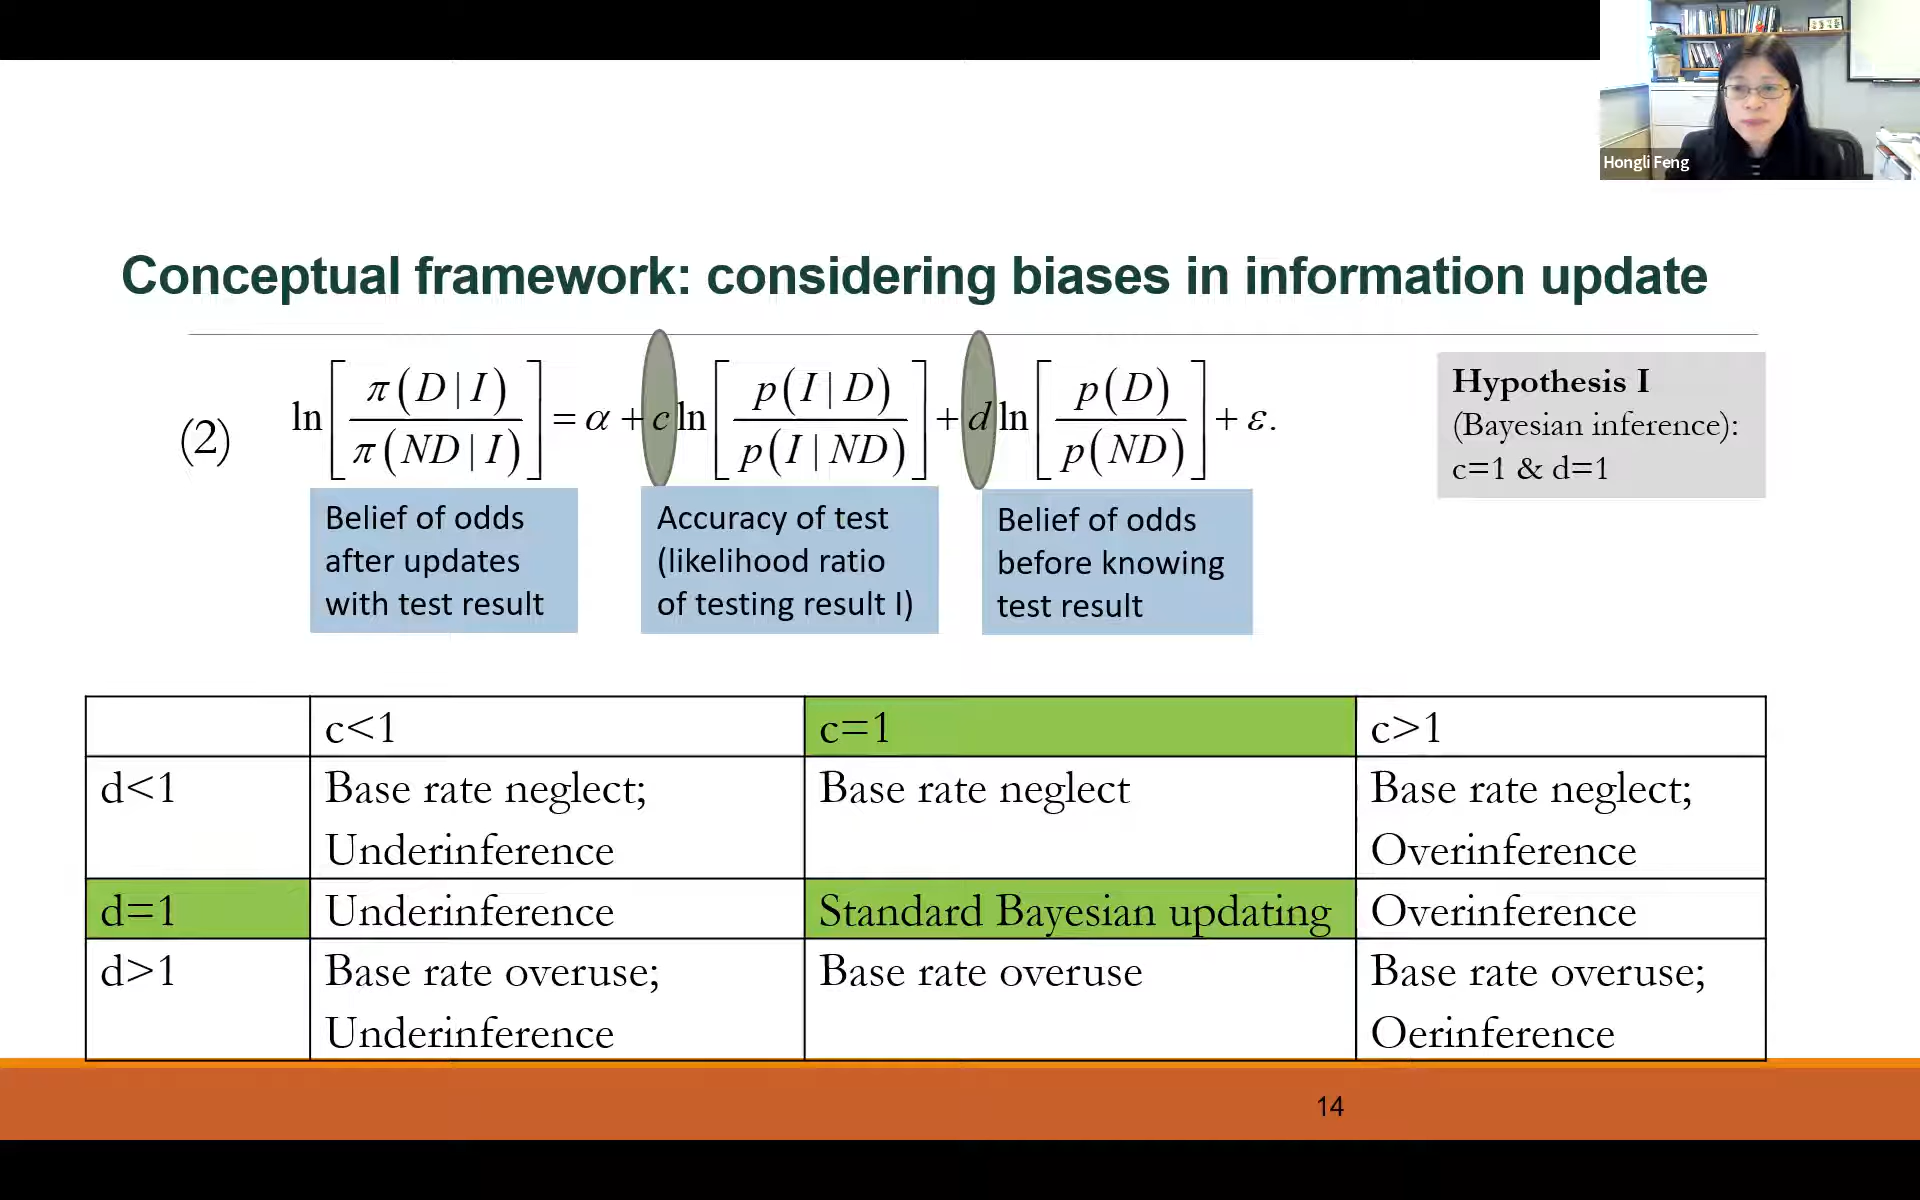 Hongli Feng
Conceptual framework: considering biases in information update
(2) ln[π(D|I)/π(ND|I)] = α + c ln[p(I|D)/p(I|ND)] + d ln[p(D)/p(ND)] + ε.
Hypothesis I
(Bayesian inference):
c=1 & d=1
Belief of odds
after updates
with test result
Accuracy of test
(likelihood ratio
of testing result I)
Belief of odds
before knowing
test result
c<1 c=1 c>1
d<1 Base rate neglect; Base rate neglect Base rate neglect;
Underinference Overinference
d=1 Underinference Standard Bayesian updating Overinference
d>1 Base rate overuse; Base rate overuse Base rate overuse;
Underinference Oerinference
14